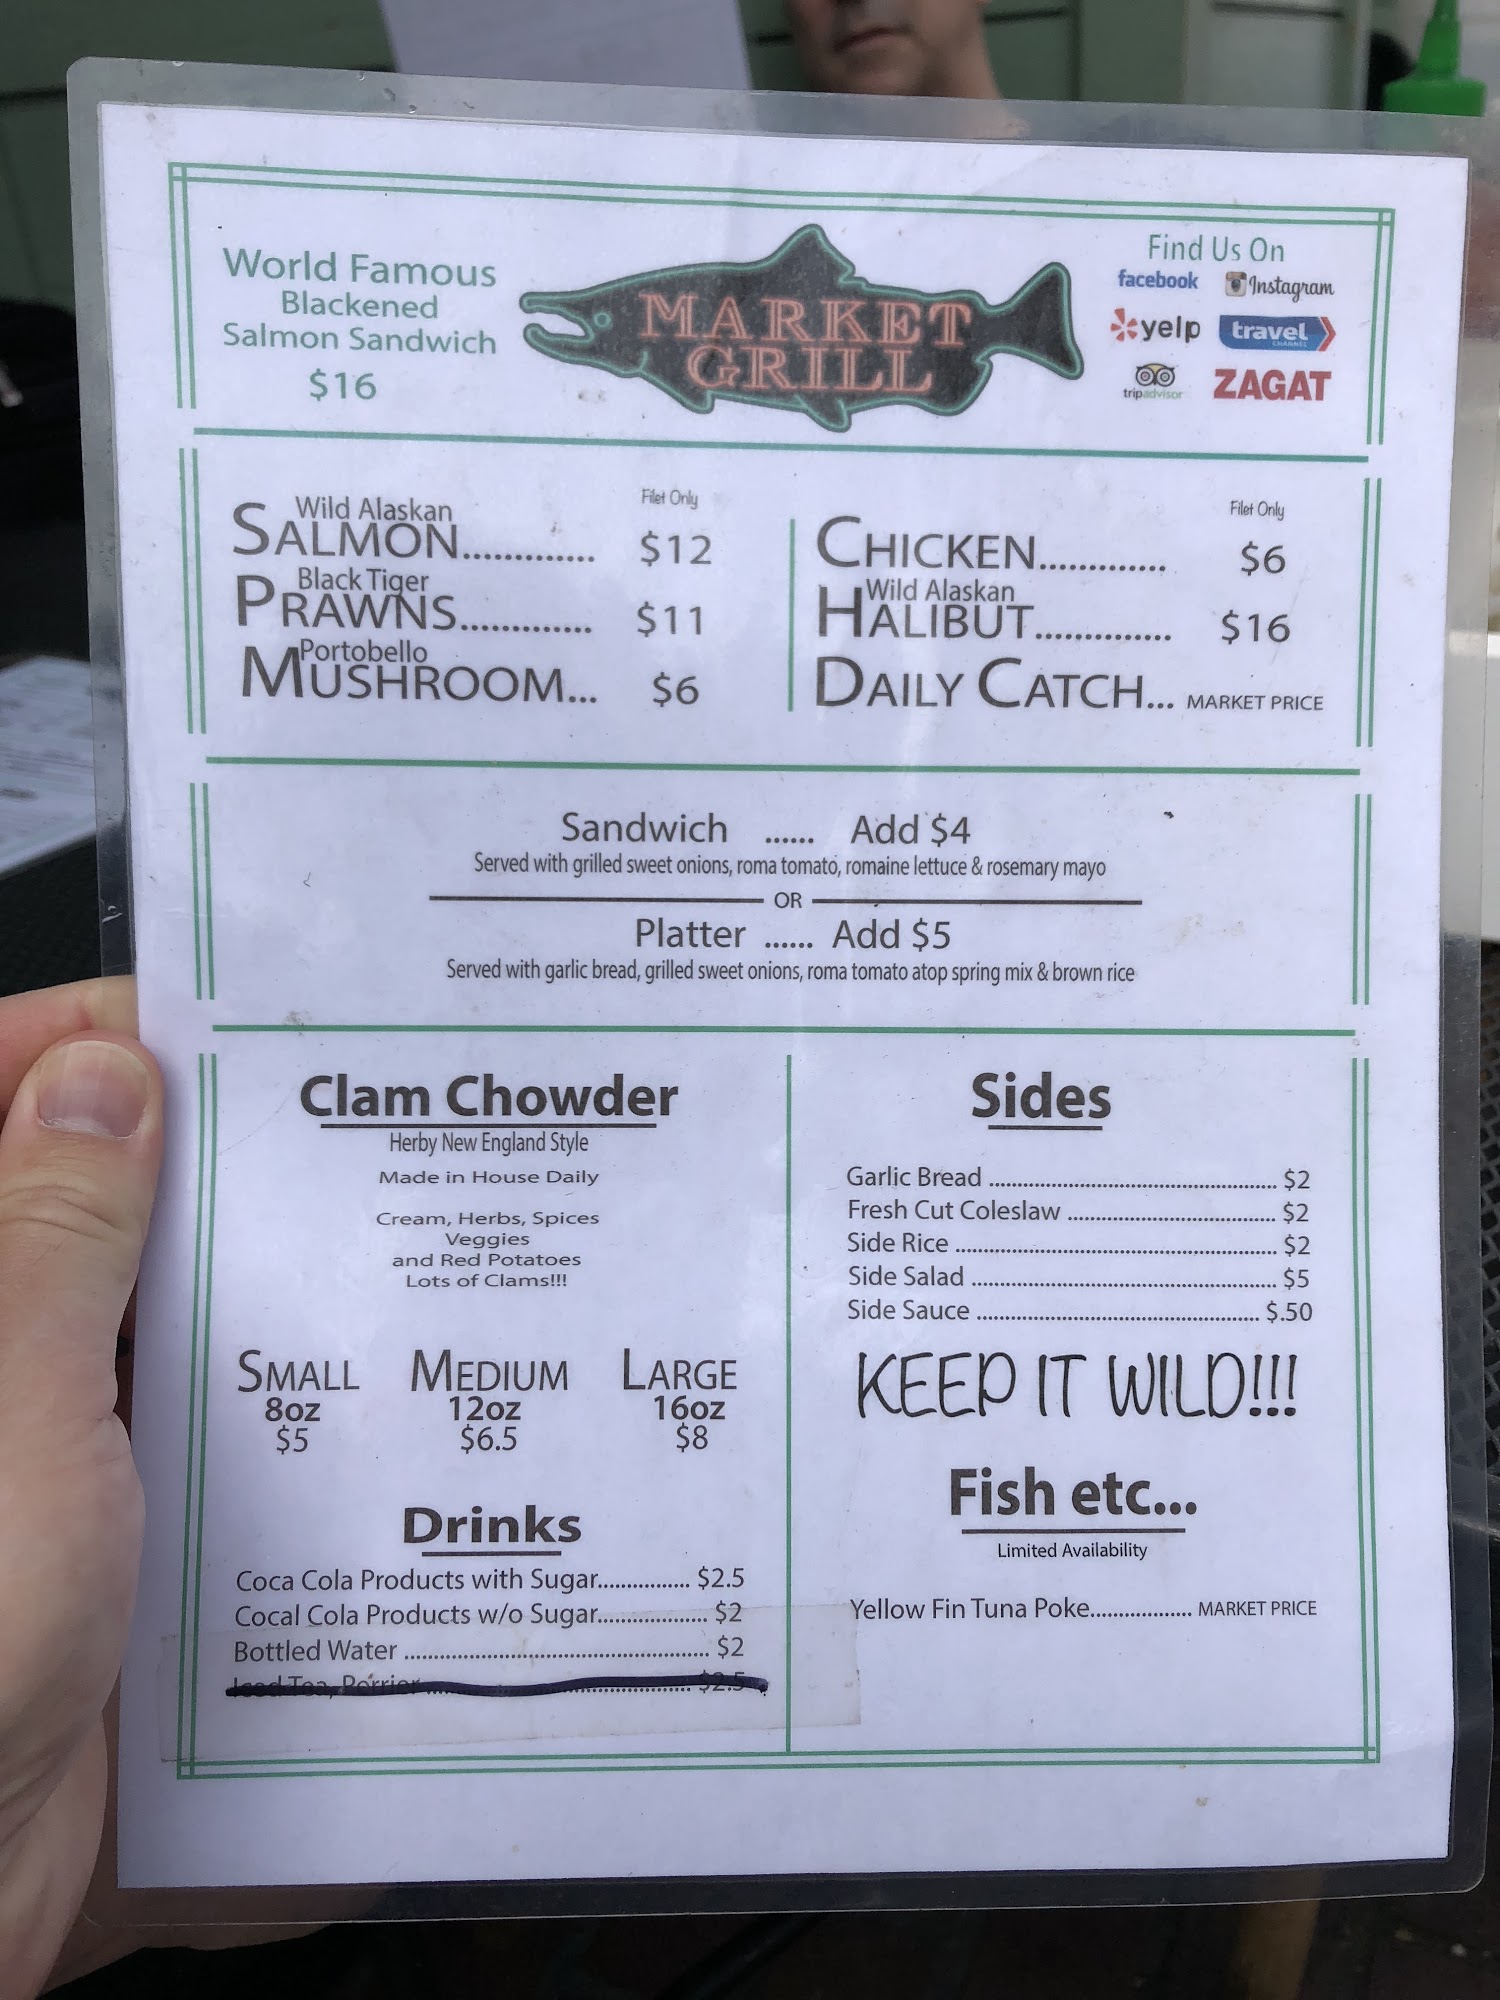 World Famous
Blackened
Salmon Sandwich
$16
MARKET
GRILL
Find Us On
facebook Instagram
yelp travel
CHANNEL
tripadvisor ZAGAT
Filet Only
Wild Alaskan
SALMON............. $12
Black Tiger
PRAWNS............. $11
Portobello
MUSHROOM... $6
Filet Only
CHICKEN............. $6
Wild Alaskan
HALIBUT.............. $16
DAILY CATCH... MARKET PRICE
Sandwich ...... Add $4
Served with grilled sweet onions, roma tomato, romaine lettuce & rosemary mayo
OR
Platter ...... Add $5
Served with garlic bread, grilled sweet onions, roma tomato atop spring mix & brown rice
Clam Chowder
Herby New England Style
Made in House Daily
Cream, Herbs, Spices
Veggies
and Red Potatoes
Lots of Clams!!!
SMALL MEDIUM LARGE
8oz 12oz 16oz
$5 $6.5 $8
Drinks
Coca Cola Products with Sugar................ $2.5
Cocal Cola Products w/o Sugar................... $2
Bottled Water ..................................................... $2
Iced Tea, Perrier ................................................ $2.5
Sides
Garlic Bread .................................................. $2
Fresh Cut Coleslaw .................................... $2
Side Rice ........................................................ $2
Side Salad ..................................................... $5
Side Sauce ................................................. $.50
KEEP IT WILD!!!
Fish etc...
Limited Availability
Yellow Fin Tuna Poke................... MARKET PRICE